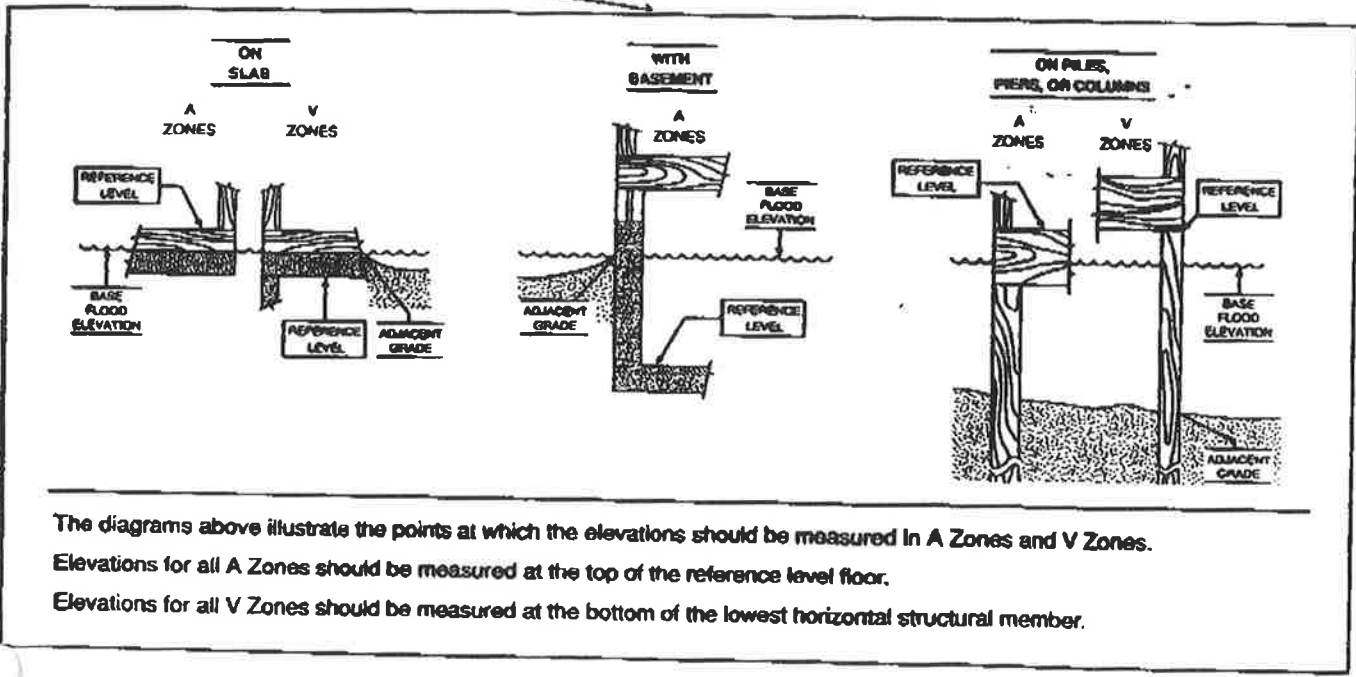 ON
SLAB
A
ZONES
V
ZONES
REFERENCE
LEVEL
BASE
FLOOD
ELEVATION
REFERENCE
LEVEL
ADJACENT
GRADE
WITH
BASEMENT
A
ZONES
BASE
FLOOD
ELEVATION
ADJACENT
GRADE
REFERENCE
LEVEL
ON PILES,
PIERS, OR COLUMNS
A
ZONES
V
ZONES
REFERENCE
LEVEL
REFERENCE
LEVEL
BASE
FLOOD
ELEVATION
ADJACENT
GRADE
The diagrams above illustrate the points at which the elevations should be measured in A Zones and V Zones.
Elevations for all A Zones should be measured at the top of the reference level floor.
Elevations for all V Zones should be measured at the bottom of the lowest horizontal structural member.